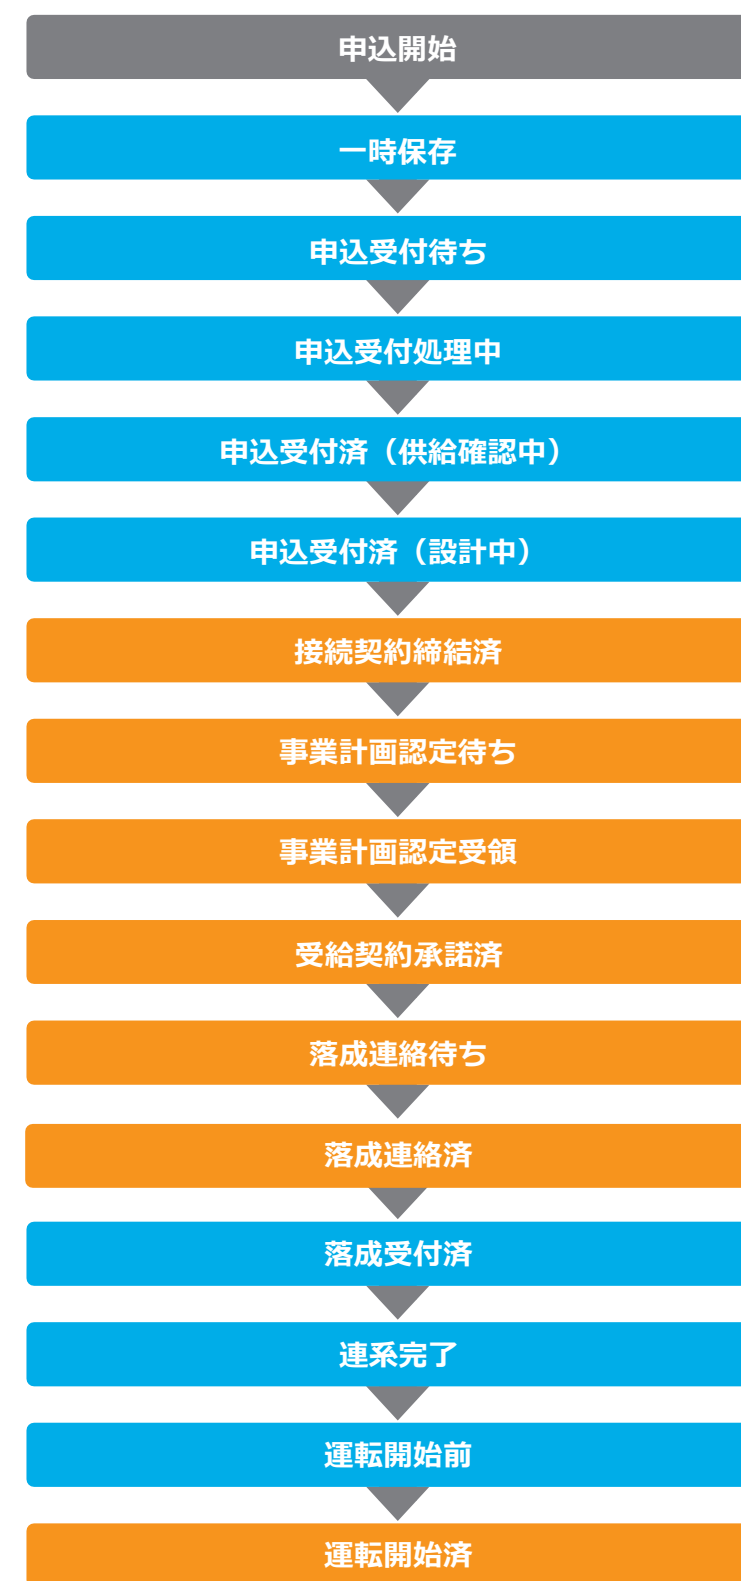 申込開始
一時保存
申込受付待ち
申込受付処理中
申込受付済（供給確認中）
申込受付済（設計中）
接続契約締結済
事業計画認定待ち
事業計画認定受領
受給契約承諾済
落成連絡待ち
落成連絡済
落成受付済
連系完了
運転開始前
運転開始済